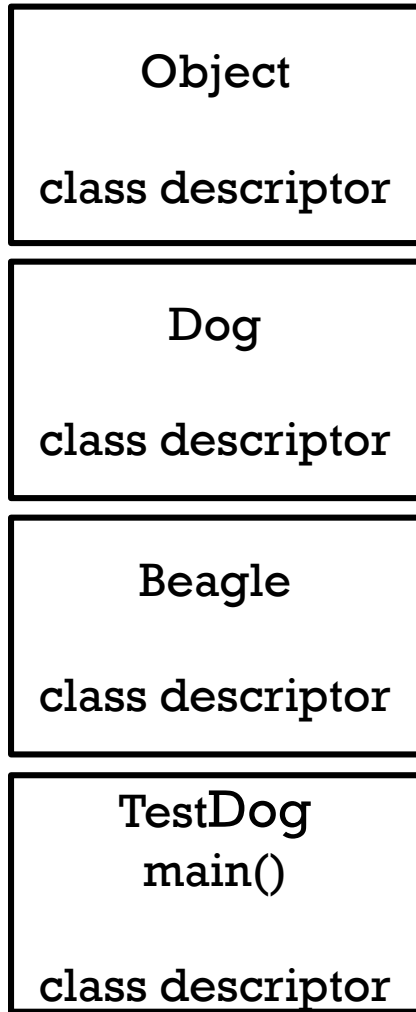 Object
class descriptor
Dog
class descriptor
Beagle
class descriptor
TestDog
main()
class descriptor